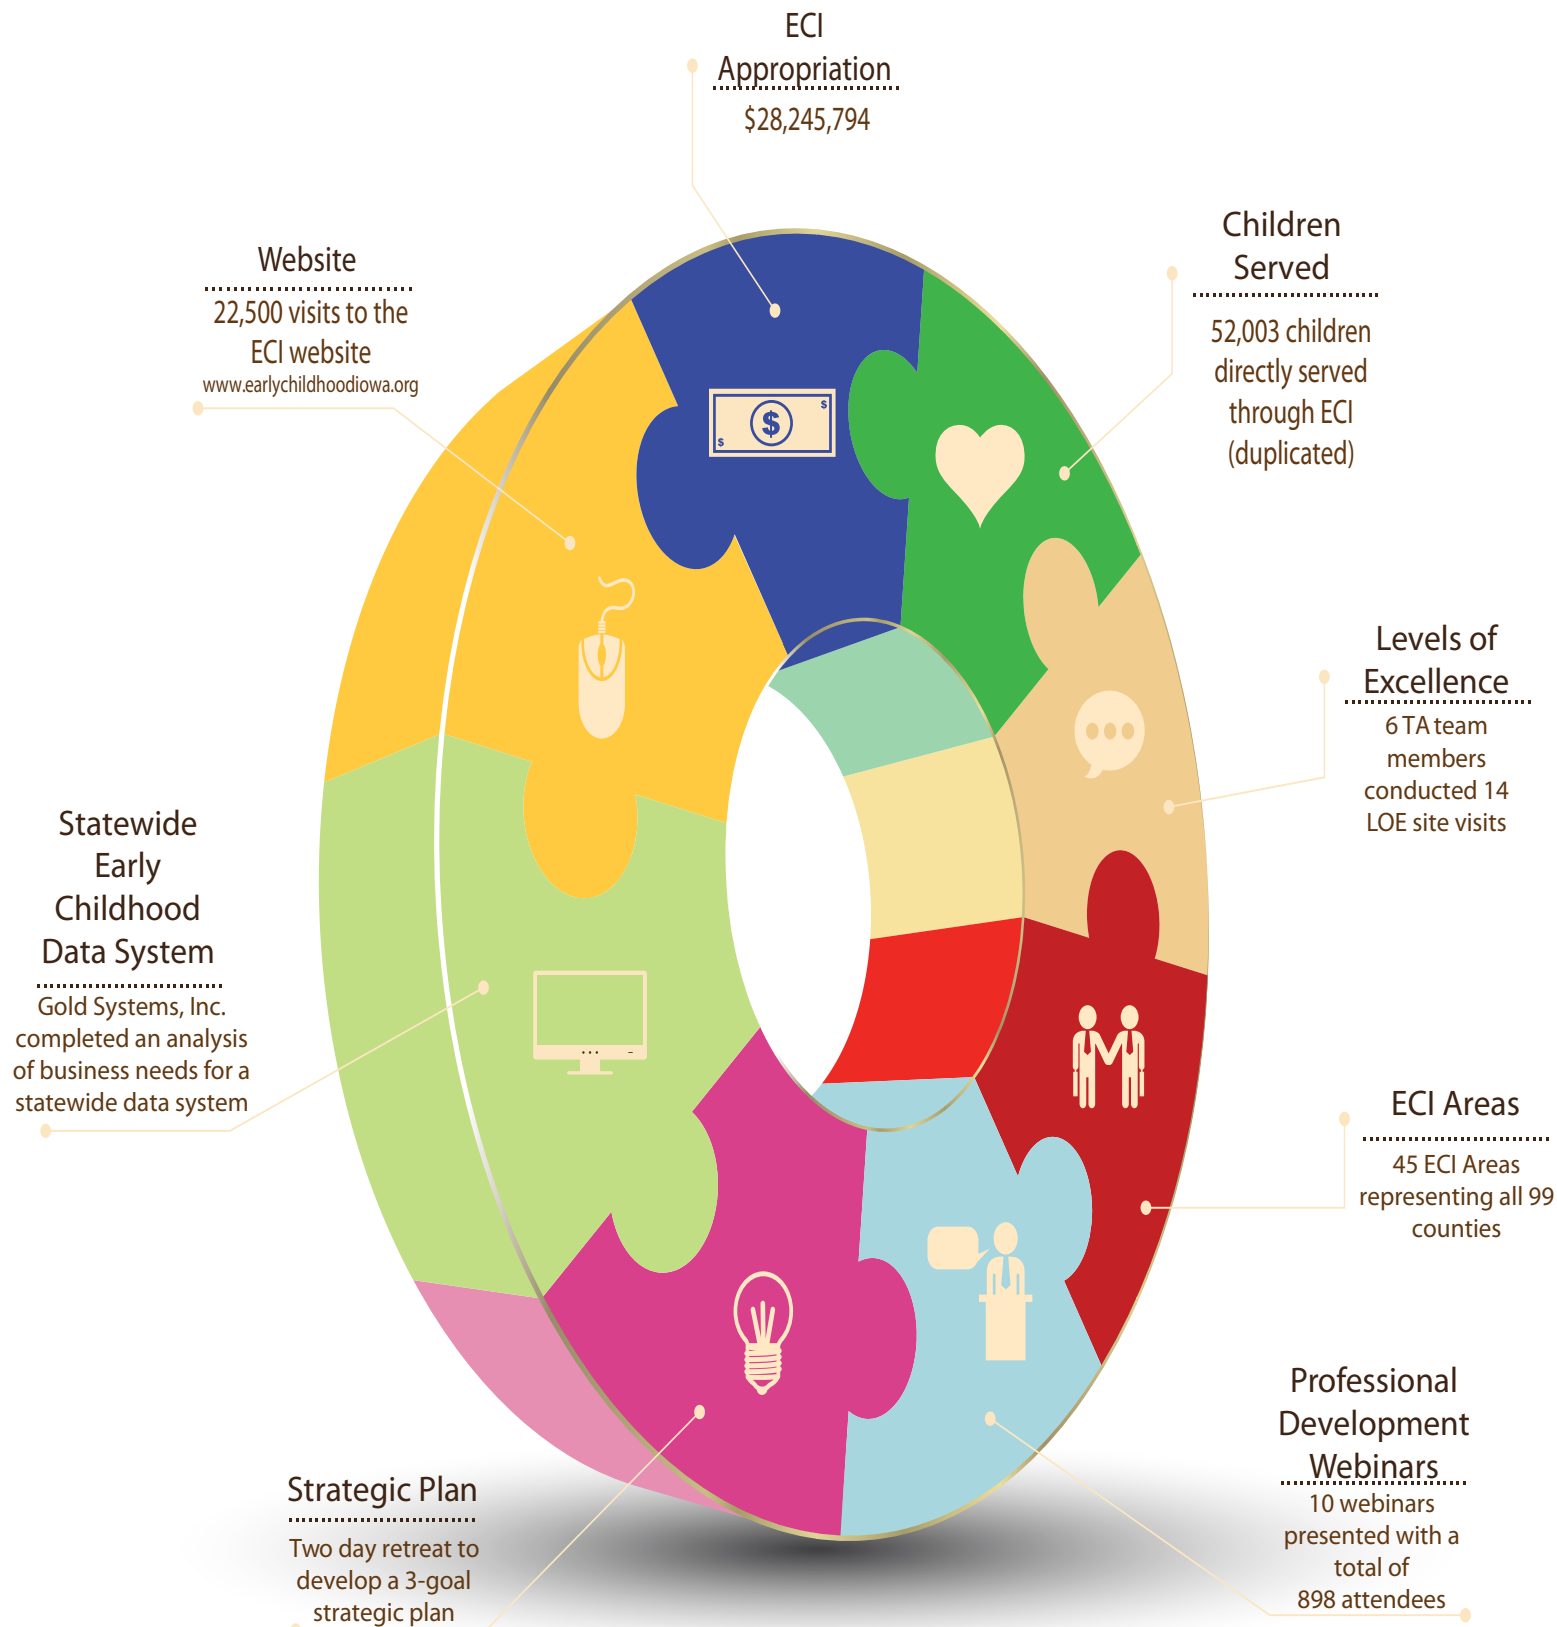 ECI
Appropriation
$28,245,794
Website
22,500 visits to the
ECI website
www.earlychildhoodiowa.org
Children
Served
52,003 children
directly served
through ECI
(duplicated)
$
$
$
Levels of
Excellence
6 TA team
members
conducted 14
LOE site visits
Statewide
Early
Childhood
Data System
Gold Systems, Inc.
completed an analysis
of business needs for a
statewide data system
ECI Areas
45 ECI Areas
representing all 99
counties
Professional
Development
Webinars
10 webinars
presented with a
total of
898 attendees
Strategic Plan
Two day retreat to
develop a 3-goal
strategic plan